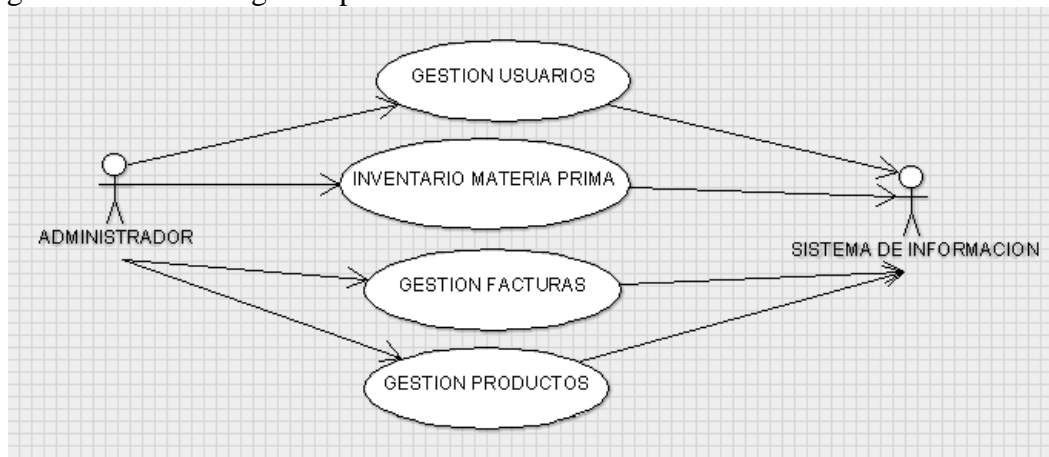 GESTION USUARIOS
INVENTARIO MATERIA PRIMA
ADMINISTRADOR
SISTEMA DE INFORMACION
GESTION FACTURAS
GESTION PRODUCTOS